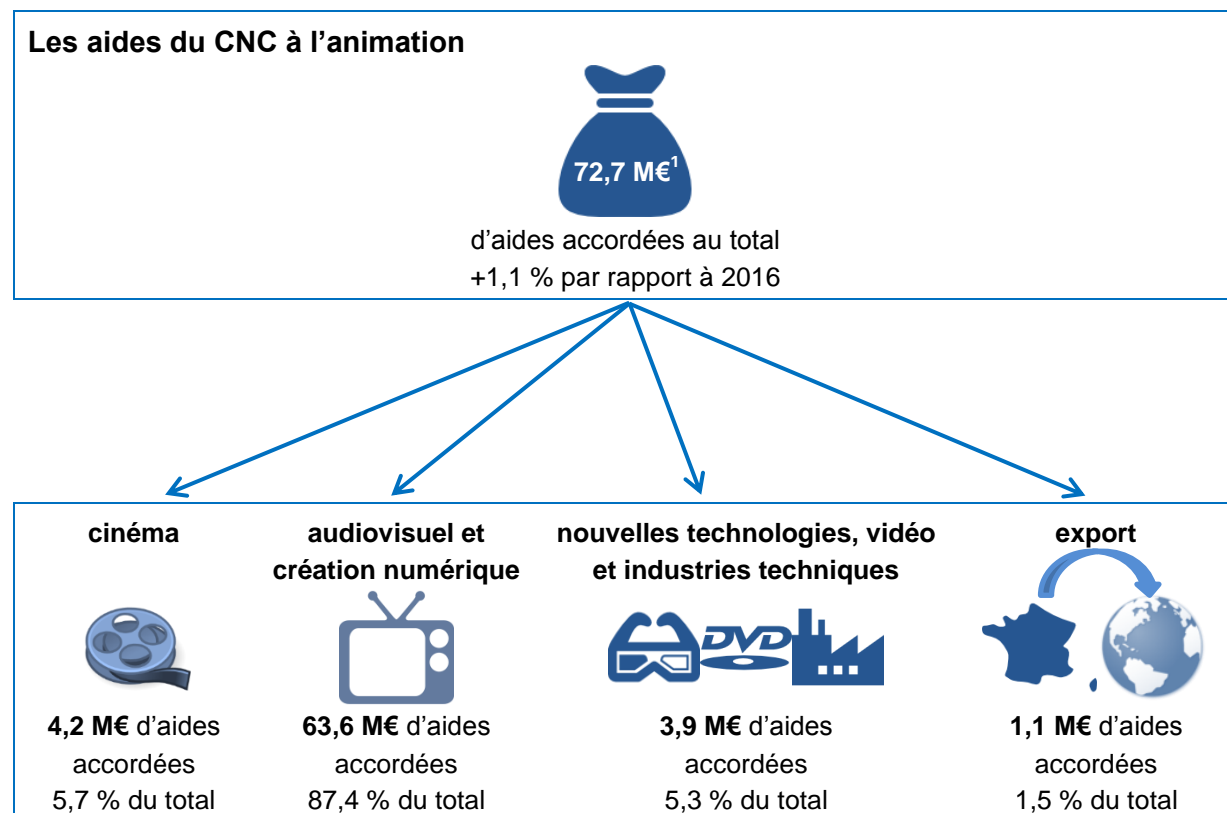 Les aides du CNC à l'animation
72,7 M€¹
d'aides accordées au total
+1,1 % par rapport à 2016
cinéma
audiovisuel et
création numérique
nouvelles technologies, vidéo
et industries techniques
export
DVD
4,2 M€ d'aides
accordées
5,7 % du total
63,6 M€ d'aides
accordées
87,4 % du total
3,9 M€ d'aides
accordées
5,3 % du total
1,1 M€ d'aides
accordées
1,5 % du total